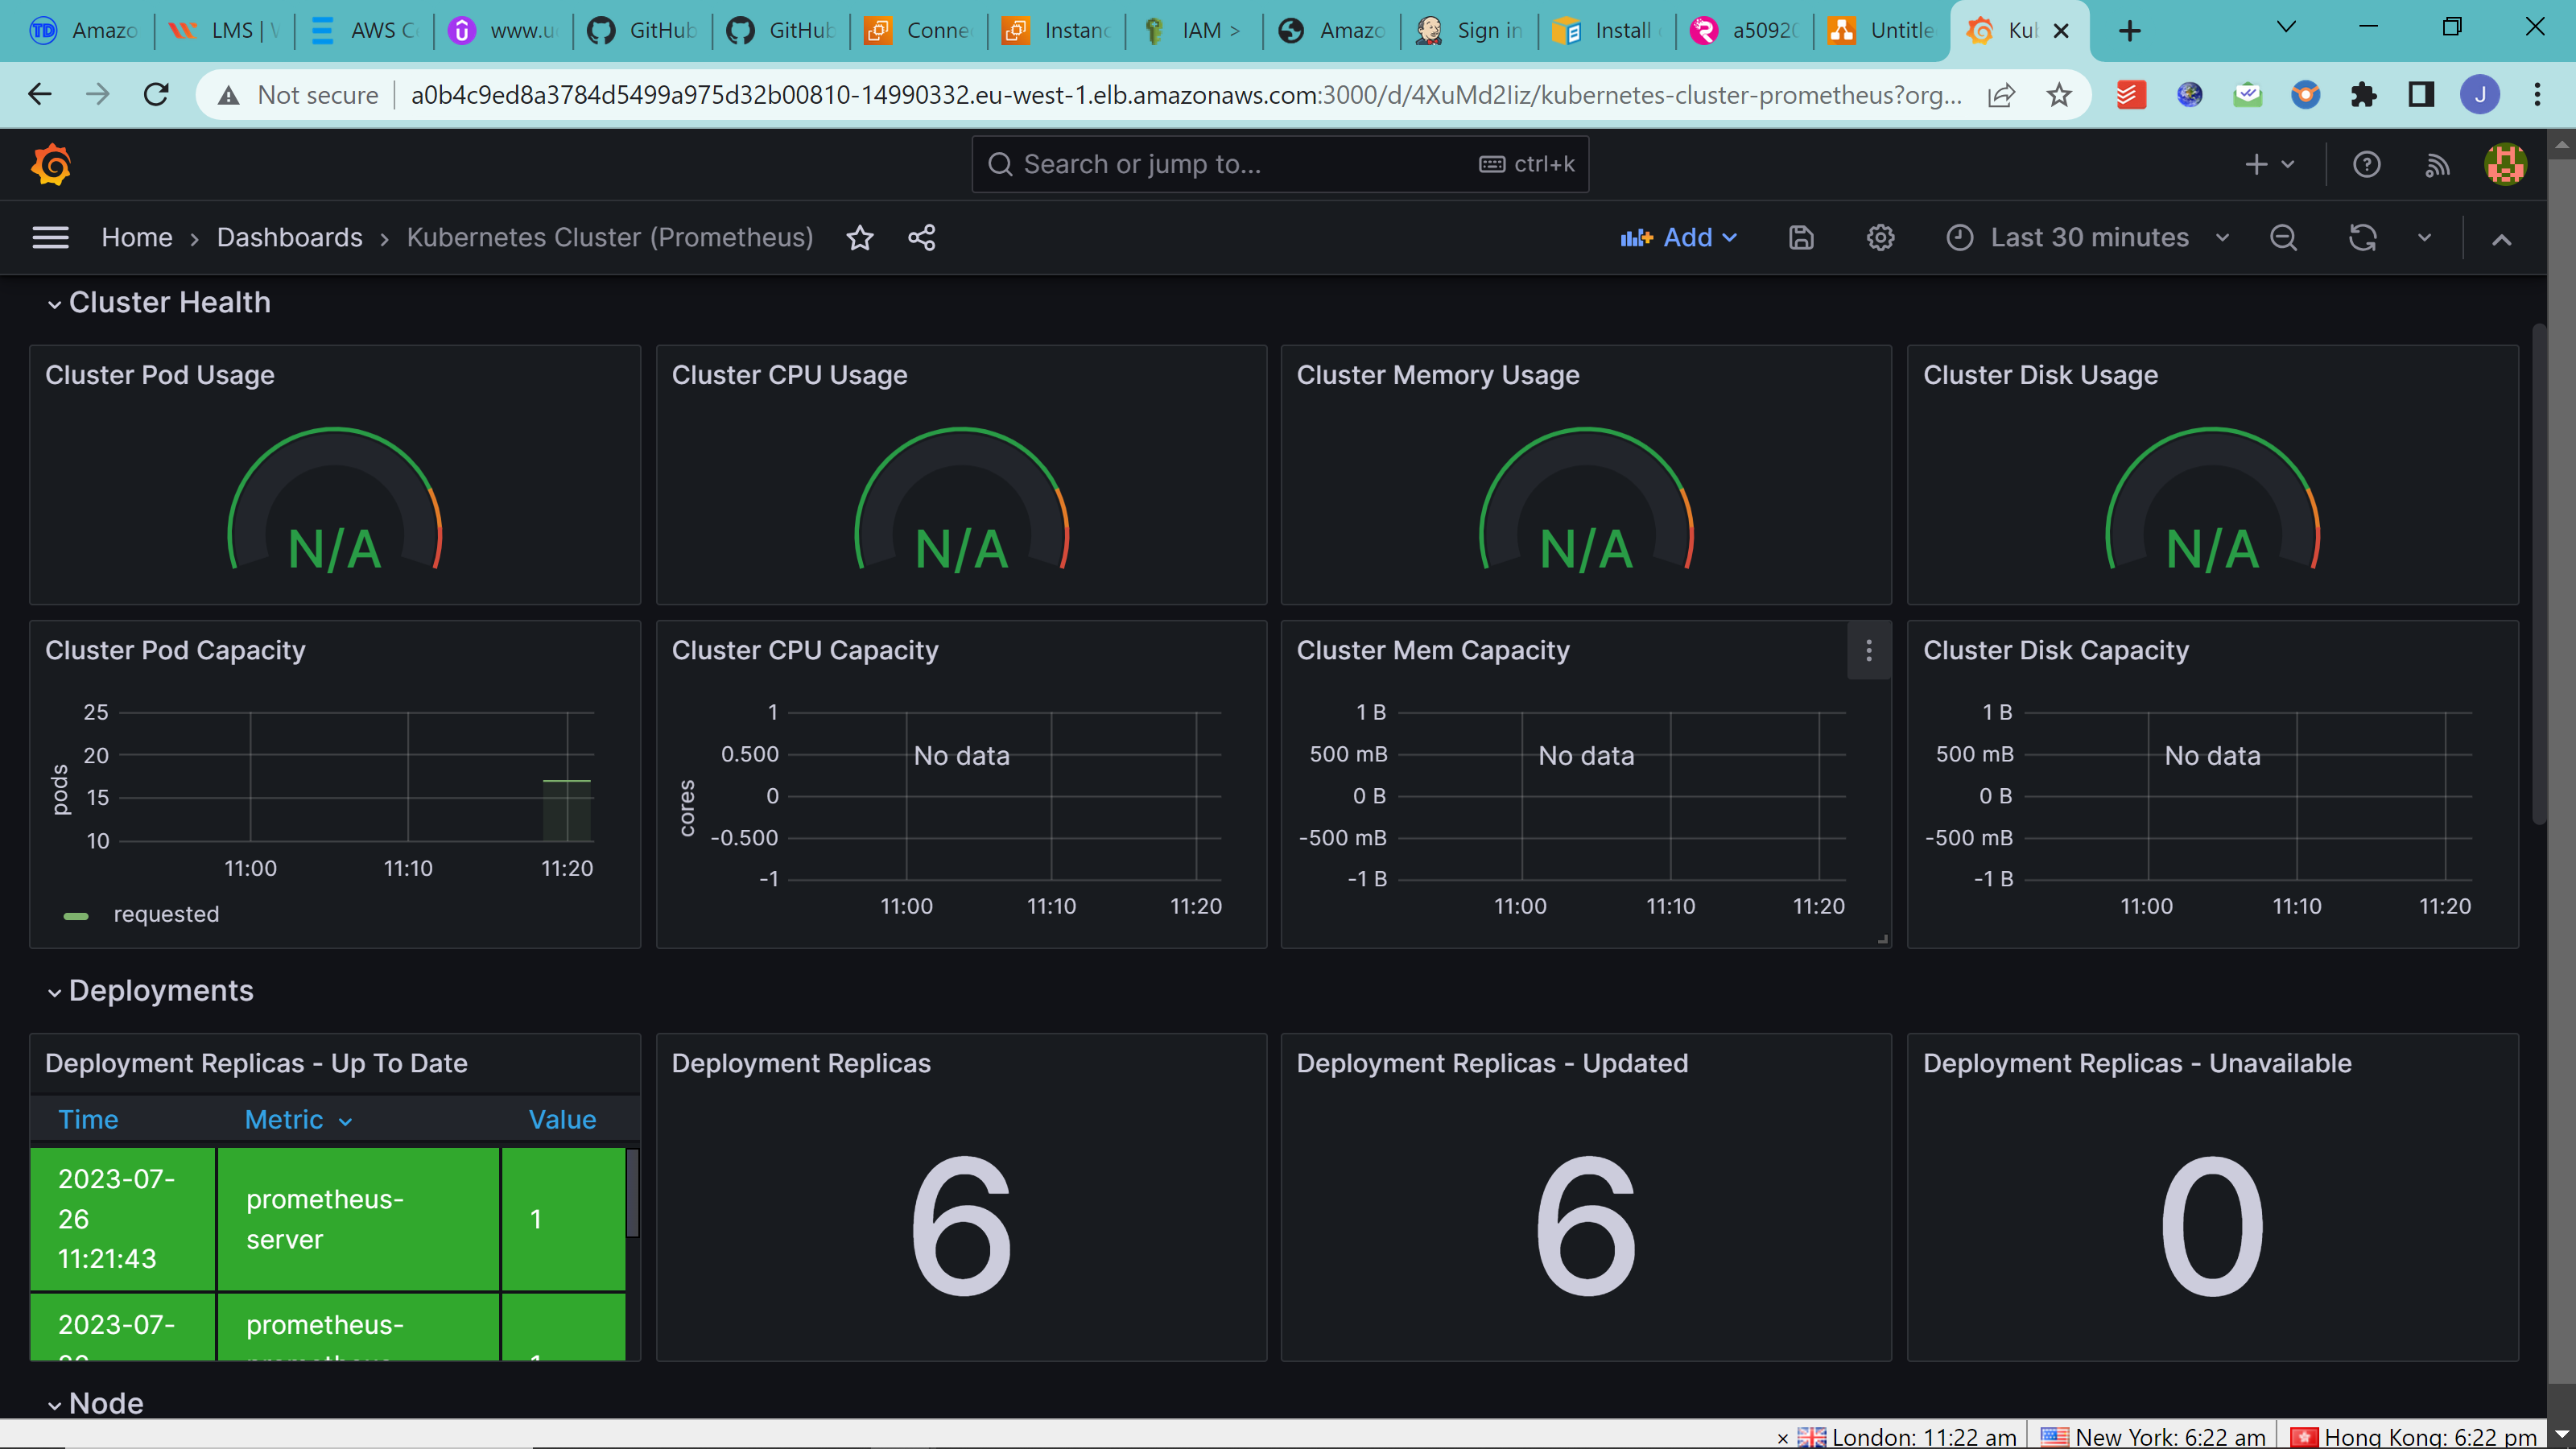 TD Amazo
LMS | W
AWS C
www.u
GitHub
GitHub
Connec
Instanc
IAM >
Amazo
Sign in
Install
a50920
Untitle
Kul
Not secure
a0b4c9ed8a3784d5499a975d32b00810-14990332.eu-west-1.elb.amazonaws.com:3000/d/4XuMd2Iiz/kubernetes-cluster-prometheus?org...
J
Search or jump to... ctrl+k
Home > Dashboards > Kubernetes Cluster (Prometheus)
Add
Last 30 minutes
Cluster Health
Cluster Pod Usage
N/A
Cluster CPU Usage
N/A
Cluster Memory Usage
N/A
Cluster Disk Usage
N/A
Cluster Pod Capacity
pods
25
20
15
10
11:00 11:10 11:20
requested
Cluster CPU Capacity
cores
1
0.500
0
-0.500
-1
No data
11:00 11:10 11:20
Cluster Mem Capacity
1 B
500 mB
0 B
-500 mB
-1 B
No data
11:00 11:10 11:20
Cluster Disk Capacity
1 B
500 mB
0 B
-500 mB
-1 B
No data
11:00 11:10 11:20
Deployments
Deployment Replicas - Up To Date
Time Metric Value
2023-07-
26
11:21:43
prometheus-
server
1
2023-07-
prometheus-
Deployment Replicas
6
Deployment Replicas - Updated
6
Deployment Replicas - Unavailable
0
Node
× London: 11:22 am New York: 6:22 am Hong Kong: 6:22 pm